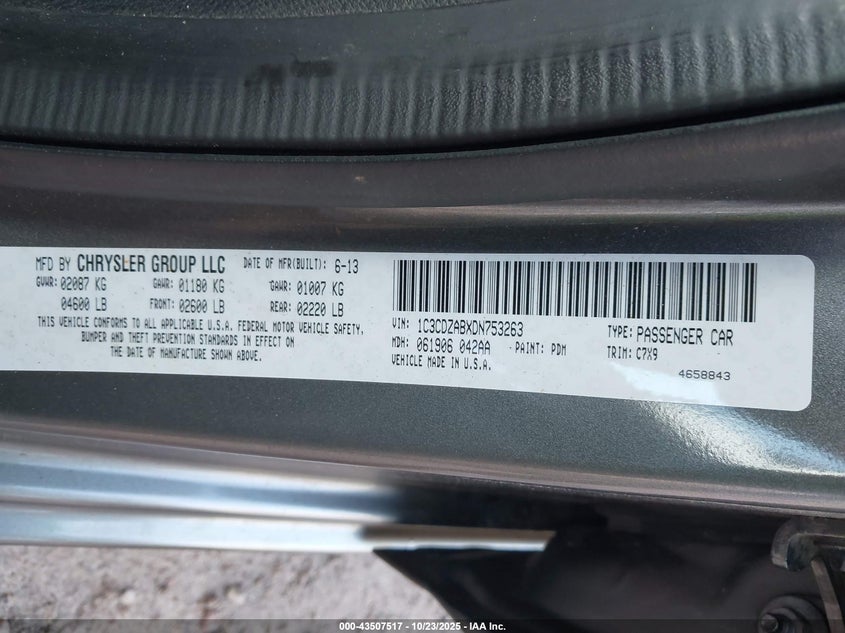 MFD BY CHRYSLER GROUP LLC DATE OF MFR(BUILT): 6-13
GVWR: 02087 KG GAWR: 01180 KG GAWR: 01007 KG
04600 LB FRONT: 02600 LB REAR: 02220 LB
THIS VEHICLE CONFORMS TO ALL APPLICABLE U.S.A. FEDERAL MOTOR VEHICLE SAFETY,
BUMPER AND THEFT PREVENTION STANDARDS IN EFFECT ON
THE DATE OF MANUFACTURE SHOWN ABOVE.
VIN: 1C3CDZABXDN753263 TYPE: PASSENGER CAR
MDH: 061906 042AA PAINT: PDM TRIM: C7X9
VEHICLE MADE IN U.S.A.
4658843
000-43507517 | 10/23/2025 - IAA Inc.